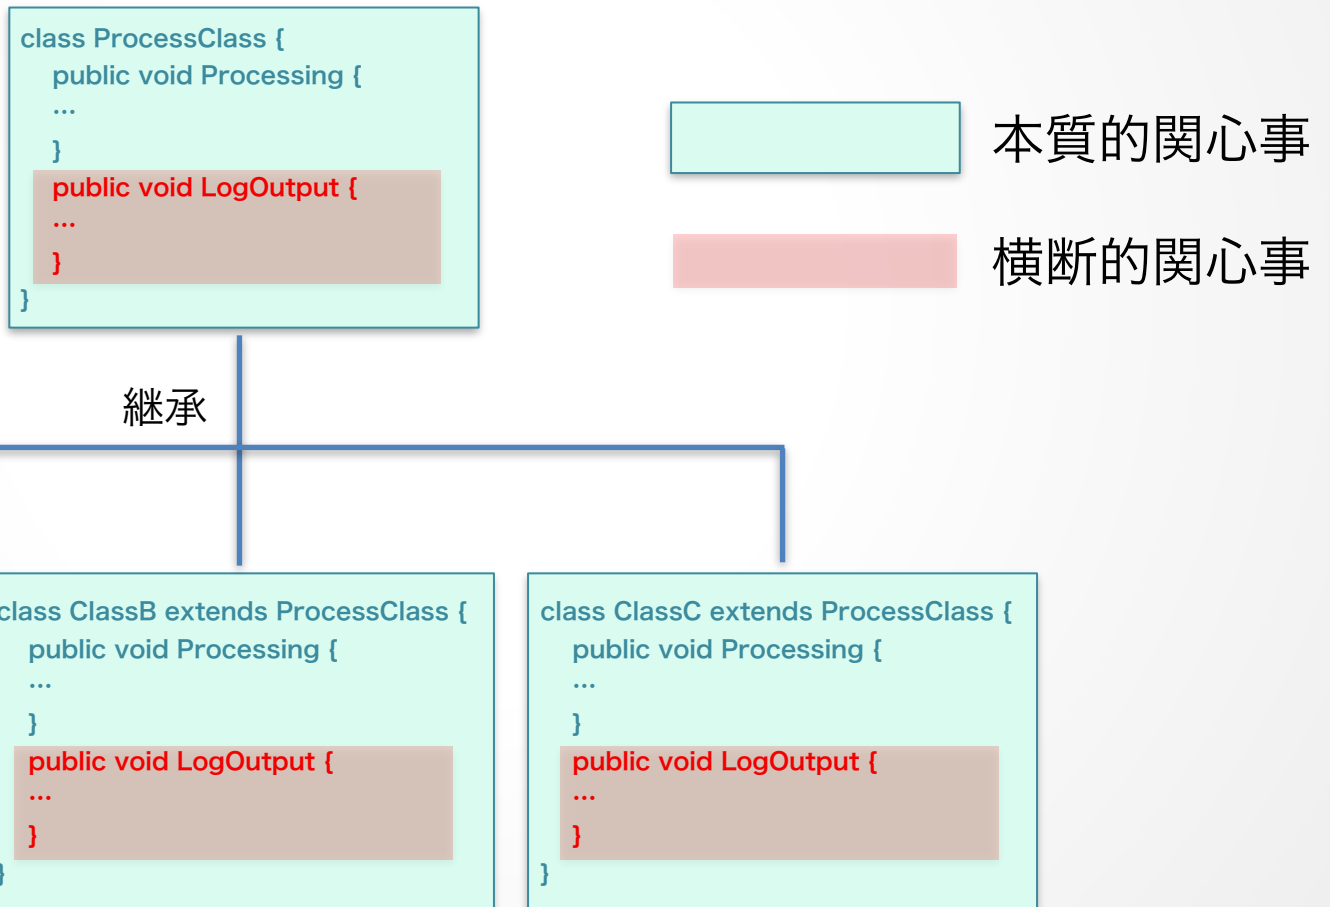 class ProcessClass {
public void Processing {
...
}
public void LogOutput {
...
}
}
本質的関心事
横断的関心事
継承
class ClassB extends ProcessClass {
public void Processing {
...
}
public void LogOutput {
...
}
}
class ClassC extends ProcessClass {
public void Processing {
...
}
public void LogOutput {
...
}
}